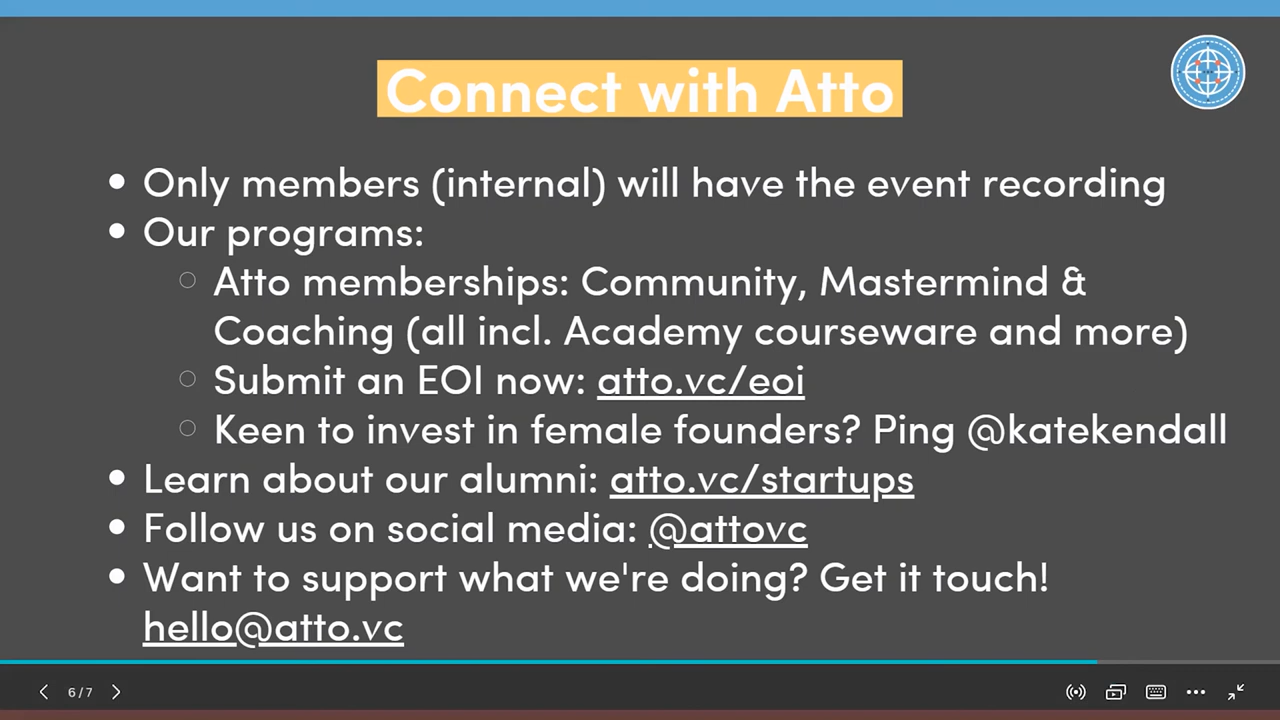 Connect with Atto
Only members (internal) will have the event recording
Our programs:
Atto memberships: Community, Mastermind &
Coaching (all incl. Academy courseware and more)
Submit an EOI now: atto.vc/eoi
Keen to invest in female founders? Ping @katekendall
Learn about our alumni: atto.vc/startups
Follow us on social media: @attovc
Want to support what we're doing? Get it touch!
hello@atto.vc
6/7